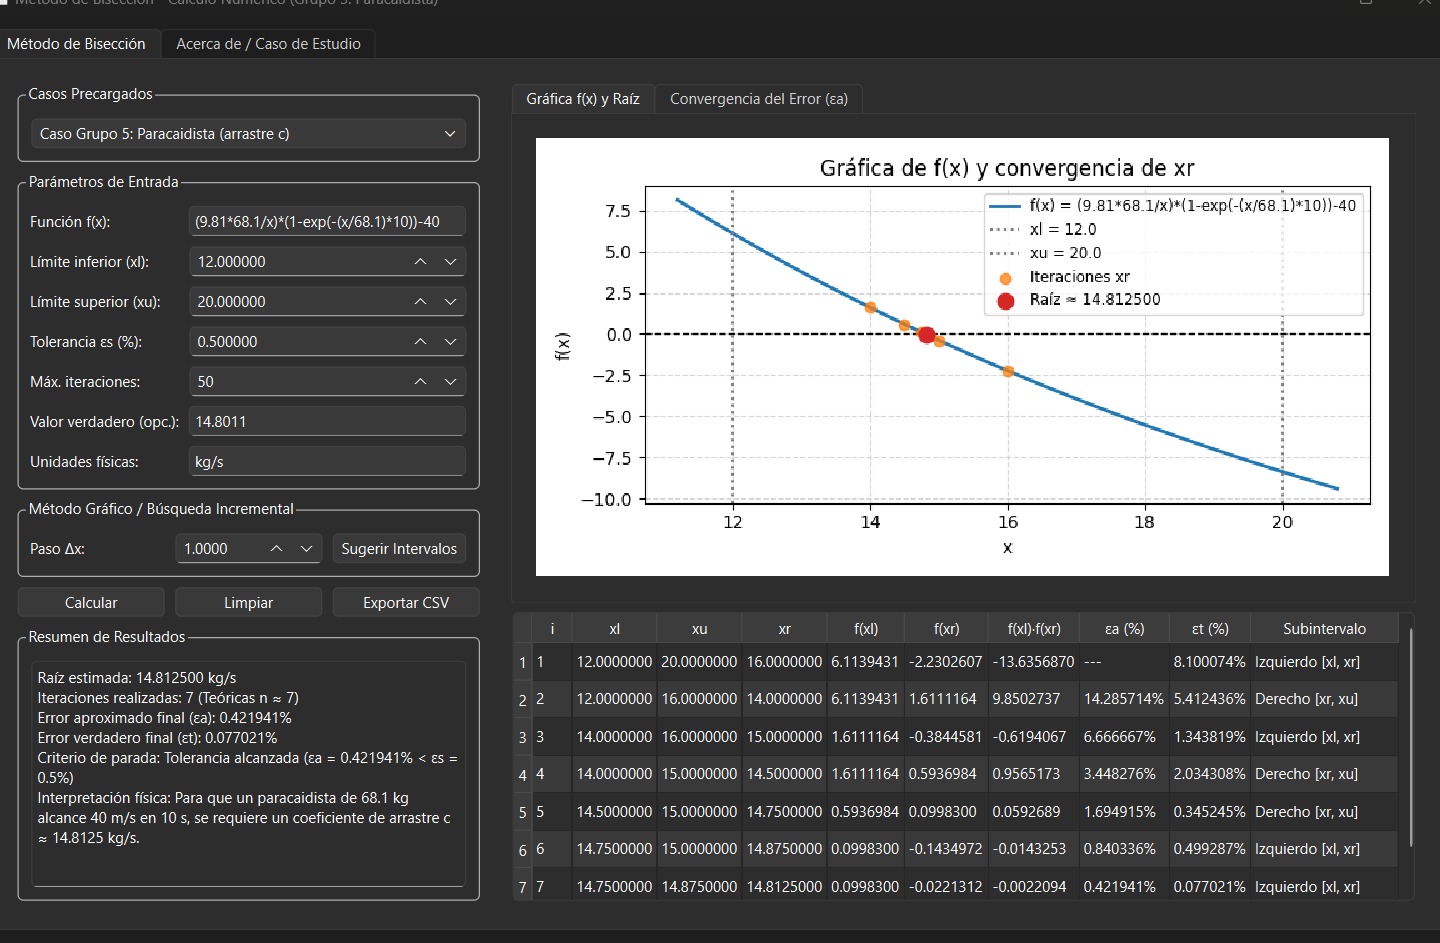 Método de Bisección - Cálculo Numérico (Grupo 5: Paracaidista)
Método de Bisección
Acerca de / Caso de Estudio
Casos Precargados
Caso Grupo 5: Paracaidista (arrastre c)
Parámetros de Entrada
Función f(x): (9.81*68.1/x)*(1-exp(-(x/68.1)*10))-40
Límite inferior (xl): 12.000000
Límite superior (xu): 20.000000
Tolerancia εs (%): 0.500000
Máx. iteraciones: 50
Valor verdadero (opc.): 14.8011
Unidades físicas: kg/s
Método Gráfico / Búsqueda Incremental
Paso Δx: 1.0000 Sugerir Intervalos
Calcular Limpiar Exportar CSV
Resumen de Resultados
Raíz estimada: 14.812500 kg/s
Iteraciones realizadas: 7 (Teóricas n ≈ 7)
Error aproximado final (εa): 0.421941%
Error verdadero final (εt): 0.077021%
Criterio de parada: Tolerancia alcanzada (εa = 0.421941% < εs =
0.5%)
Interpretación física: Para que un paracaidista de 68.1 kg
alcance 40 m/s en 10 s, se requiere un coeficiente de arrastre c
≈ 14.8125 kg/s.
Gráfica f(x) y Raíz
Convergencia del Error (εa)
Gráfica de f(x) y convergencia de xr
f(x) = (9.81*68.1/x)*(1-exp(-(x/68.1)*10))-40
xl = 12.0
xu = 20.0
Iteraciones xr
Raíz ≈ 14.812500
7.5
5.0
2.5
0.0
−2.5
−5.0
−7.5
−10.0
f(x)
12 14 16 18 20
x
i xl xu xr f(xl) f(xr) f(xl)·f(xr) εa (%) εt (%) Subintervalo
1 1 12.0000000 20.0000000 16.0000000 6.1139431 -2.2302607 -13.6356870 --- 8.100074% Izquierdo [xl, xr]
2 2 12.0000000 16.0000000 14.0000000 6.1139431 1.6111164 9.8502737 14.285714% 5.412436% Derecho [xr, xu]
3 3 14.0000000 16.0000000 15.0000000 1.6111164 -0.3844581 -0.6194067 6.666667% 1.343819% Izquierdo [xl, xr]
4 4 14.0000000 15.0000000 14.5000000 1.6111164 0.5936984 0.9565173 3.448276% 2.034308% Derecho [xr, xu]
5 5 14.5000000 15.0000000 14.7500000 0.5936984 0.0998300 0.0592689 1.694915% 0.345245% Derecho [xr, xu]
6 6 14.7500000 15.0000000 14.8750000 0.0998300 -0.1434972 -0.0143253 0.840336% 0.499287% Izquierdo [xl, xr]
7 7 14.7500000 14.8750000 14.8125000 0.0998300 -0.0221312 -0.0022094 0.421941% 0.077021% Izquierdo [xl, xr]